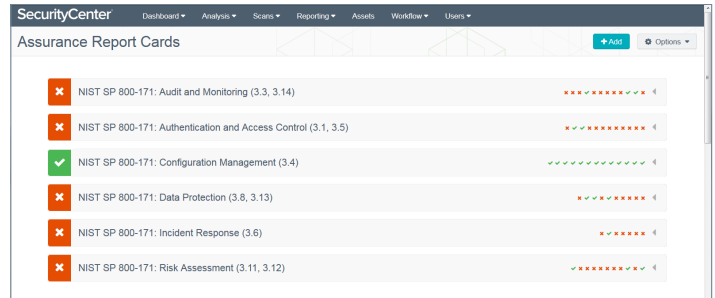 SecurityCenter Dashboard Analysis Scans Reporting Assets Workflow Users
Assurance Report Cards + Add Options
NIST SP 800-171: Audit and Monitoring (3.3, 3.14)
NIST SP 800-171: Authentication and Access Control (3.1, 3.5)
NIST SP 800-171: Configuration Management (3.4)
NIST SP 800-171: Data Protection (3.8, 3.13)
NIST SP 800-171: Incident Response (3.6)
NIST SP 800-171: Risk Assessment (3.11, 3.12)